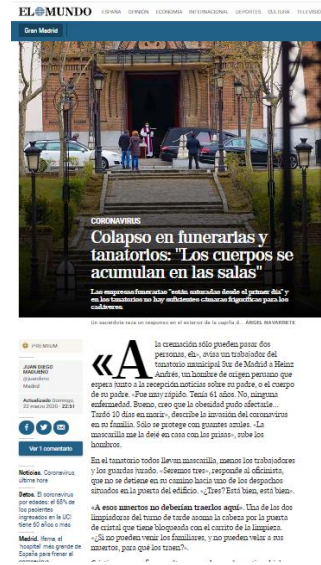 EL MUNDO
ESPAÑA OPINIÓN ECONOMÍA INTERNACIONAL DEPORTES CULTURA TELEVISIÓ
Gran Madrid
CORONAVIRUS
Colapso en funerarias y
tanatorios: "Los cuerpos se
acumulan en las salas"
Las empresas funerarias "están saturadas desde el primer día" y
en los tanatorios no hay suficientes cámaras frigoríficas para los
cadáveres
Un sacerdote reza un responso en el exterior de la capilla d... ÁNGEL NAVARRETE
PREMIUM
JUAN DIEGO
MADUEÑO
Madrid
Actualizado Domingo,
22 marzo 2020 - 22:51
Ver 1 comentario
Noticias. Coronavirus
última hora
Datos. El coronavirus
por edades: el 68% de
los pacientes
ingresados en la UCI
tiene 60 años o más
Madrid. Ifema, el
'hospital' más grande de
España para frenar al
«A la cremación sólo pueden pasar dos
personas, eh», avisa un trabajador del
tanatorio municipal Sur de Madrid a Heinz
Andrés, un hombre de origen peruano que
espera junto a la recepción noticias sobre su padre, o el cuerpo
de su padre. «Fue muy rápido. Tenía 61 años. No, ninguna
enfermedad. Bueno, creo que la obesidad pudo afectarle...
Tardó 10 días en morir», describe la invasión del coronavirus
en su familia. Sólo se protege con guantes azules. «La
mascarilla me la dejé en casa con las prisas», sube los
hombros.
En el tanatorio todos llevan mascarilla, menos los trabajadores
y los guardas jurado. «Seremos tres», responde al oficinista,
que no se detiene en su camino hacia uno de los despachos
situados en la puerta del edificio. «¿Tres? Está bien, está bien».
«A esos muertos no deberían traerlos aquí». Una de las dos
limpiadoras del turno de tarde asoma la cabeza por la puerta
de cristal que tiene bloqueada con el carrito de la limpieza.
«¿Si no pueden venir los familiares, y no pueden velar a sus
muertos, para qué los traen?».